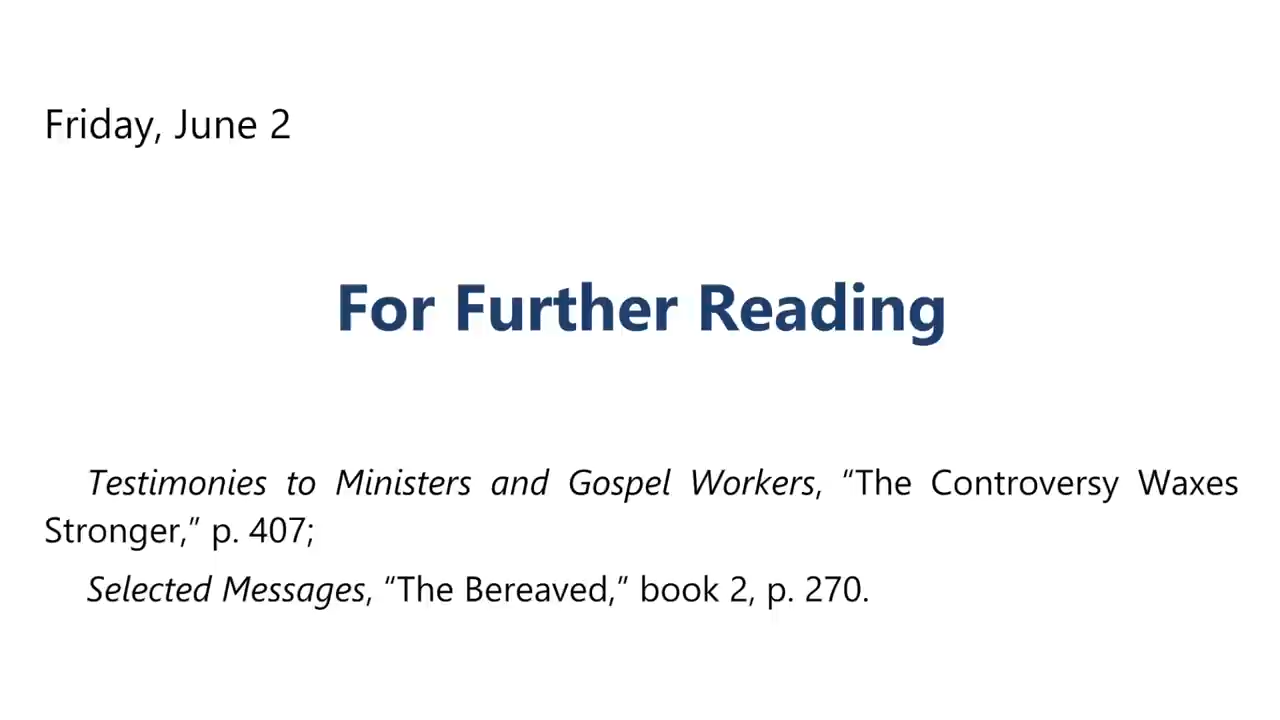 Friday, June 2
For Further Reading
Testimonies to Ministers and Gospel Workers, “The Controversy Waxes
Stronger,” p. 407;
Selected Messages, “The Bereaved,” book 2, p. 270.